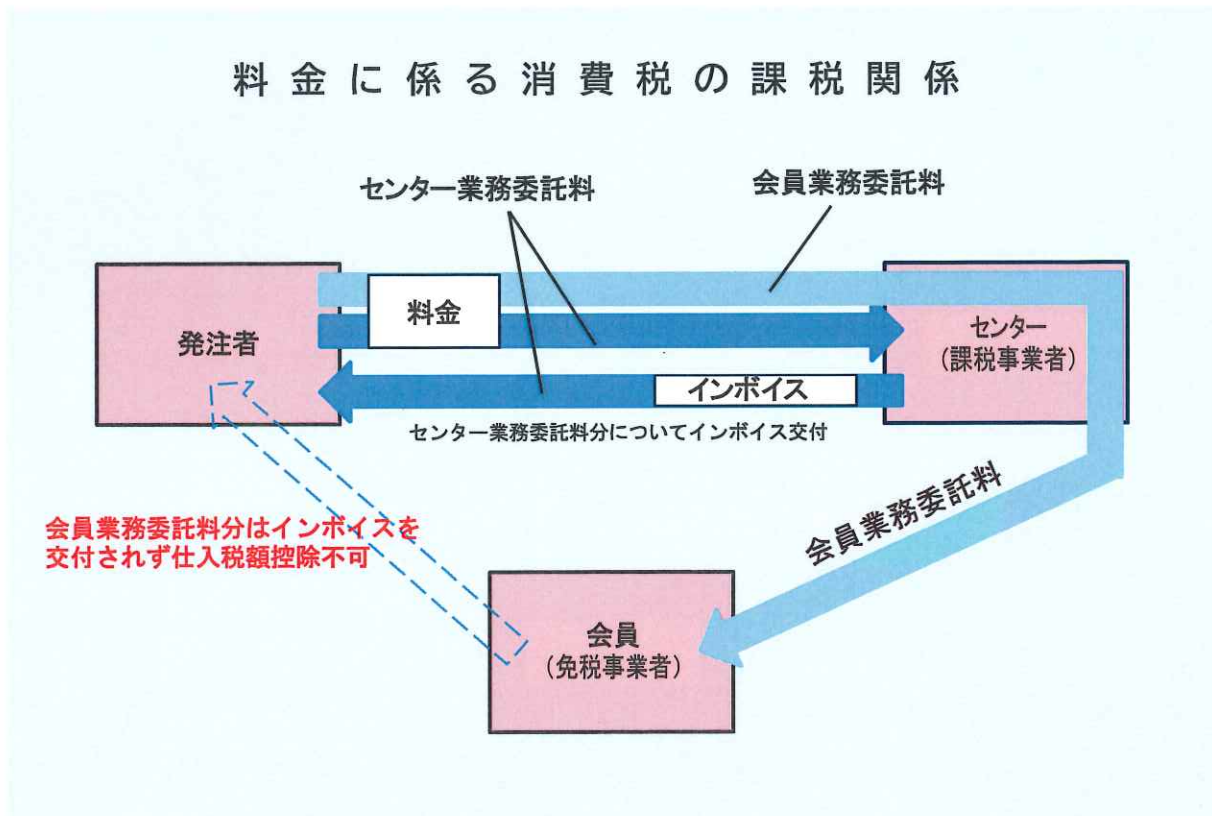 料金に係る消費税の課税関係
センター業務委託料
会員業務委託料
料金
発注者
センター
（課税事業者）
インボイス
センター業務委託料分についてインボイス交付
会員業務委託料
会員業務委託料分はインボイスを
交付されず仕入税額控除不可
会員
（免税事業者）